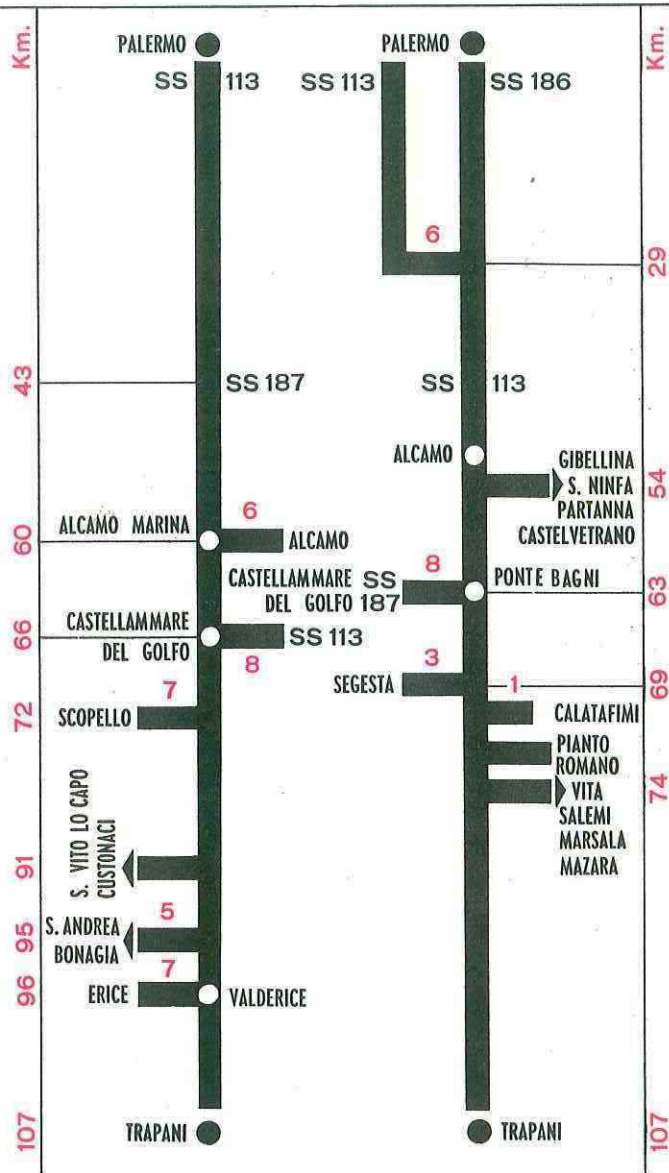 Km.
PALERMO
SS 113
43
SS 187
60
ALCAMO MARINA
6
ALCAMO
66
CASTELLAMMARE
DEL GOLFO
SS 113
8
7
72
SCOPELLO
91
S. VITO LO CAPO
CUSTONACI
95
5
S. ANDREA
BONAGIA
96
7
ERICE
VALDERICE
107
TRAPANI
PALERMO
Km.
SS 113
SS 186
6
29
SS 113
ALCAMO
54
GIBELLINA
S. NINFA
PARTANNA
CASTELVETRANO
8
CASTELLAMMARE SS
DEL GOLFO 187
PONTE BAGNI
63
3
SEGESTA
69
1
CALATAFIMI
PIANTO
ROMANO
74
VITA
SALEMI
MARSALA
MAZARA
TRAPANI
107